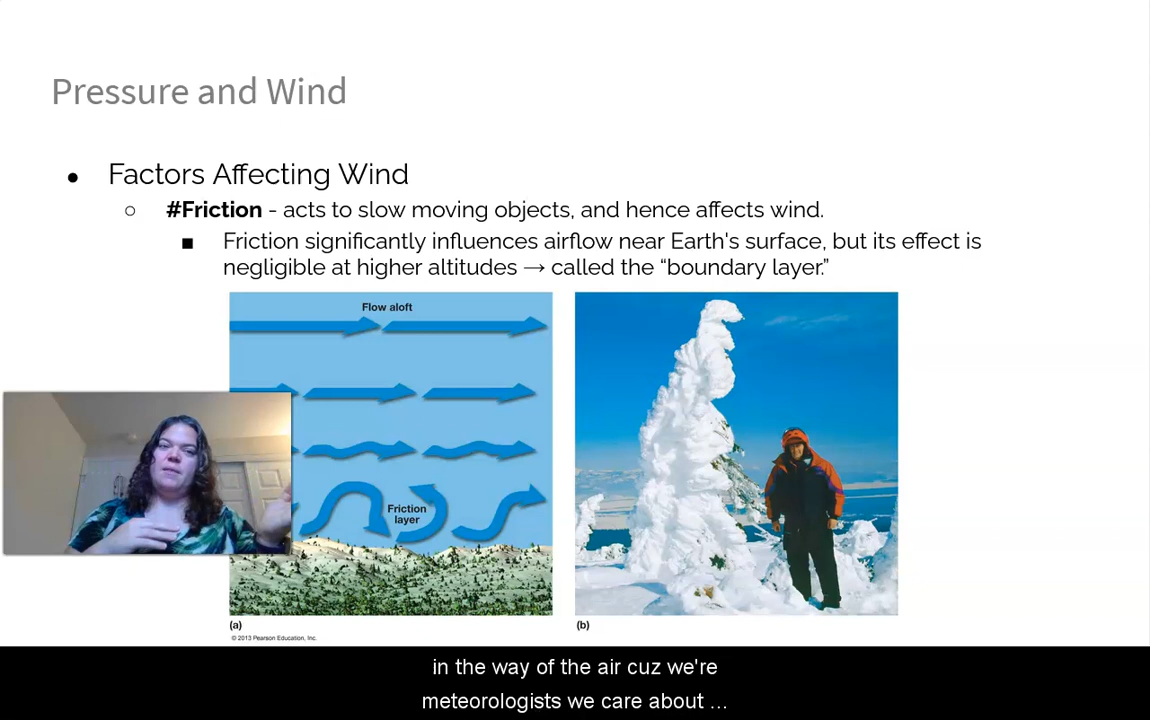 Pressure and Wind
● Factors Affecting Wind
○ #Friction - acts to slow moving objects, and hence affects wind.
■ Friction significantly influences airflow near Earth's surface, but its effect is
negligible at higher altitudes → called the “boundary layer.”
Flow aloft
Friction
layer
(a)
(b)
© 2013 Pearson Education, Inc.
in the way of the air cuz we're
meteorologists we care about ...